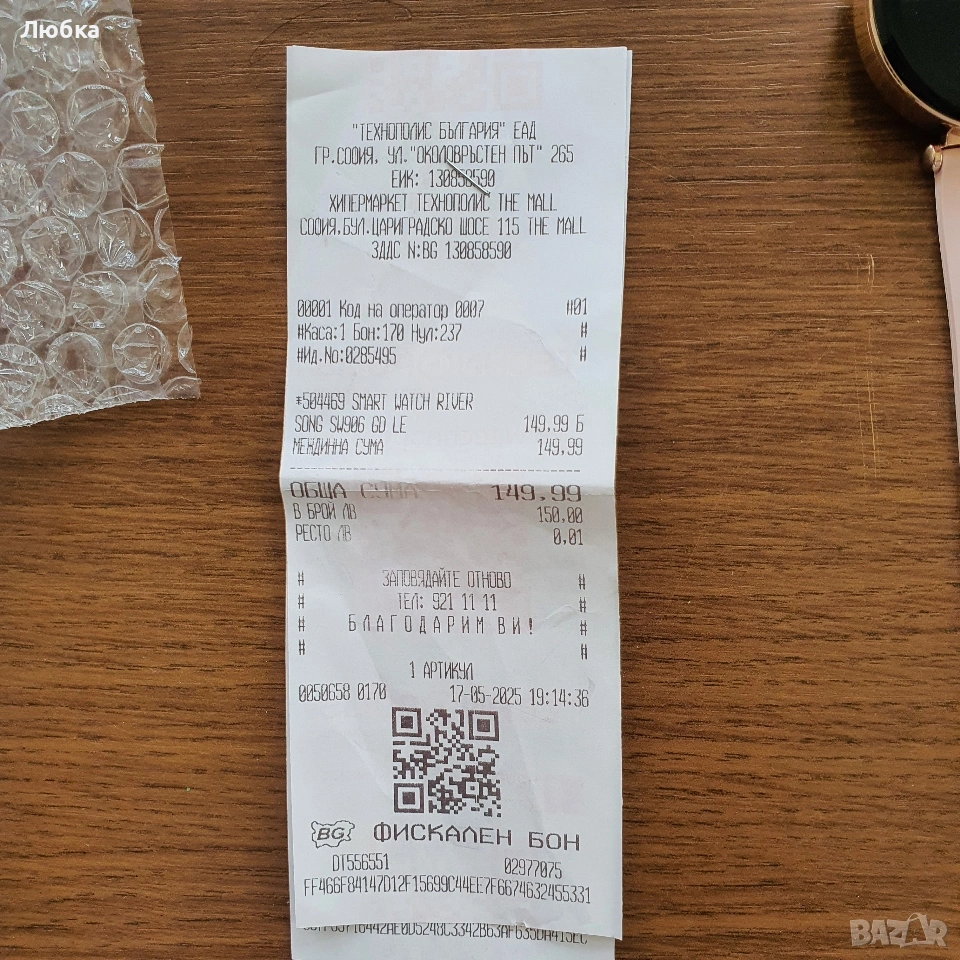 Любка
"ТЕХНОПОЛИС БЪЛГАРИЯ" ЕАД
ГР.СОФИЯ, УЛ."ОКОЛОВРЪСТЕН ПЪТ" 265
ЕИК: 130858590
ХИПЕРМАРКЕТ ТЕХНОПОЛИС THE MALL
СОФИЯ,БУЛ.ЦАРИГРАДСКО ШОСЕ 115 THE MALL
ЗДДС N:BG 130858590
00801 Код на оператор 0007 #01
#Каса:1 Бон:170 Нул:237 #
#Ид.No:0285495 #
*504469 SMART WATCH RIVER
SONG SW906 GD LE 149,99 Б
МЕЖДИННА СУМА 149,99
ОБЩА СУМА 149,99
В БРОЙ ЛВ 150,00
РЕСТО ЛВ 0,01
# ЗАПОВЯДАЙТЕ ОТНОВО #
# ТЕЛ: 921 11 11 #
# Б Л А Г О Д А Р И М В И ! #
# #
1 АРТИКУЛ
0050658 0170 17-05-2025 19:14:36
BG ФИСКАЛЕН БОН
DT556551 02977075
FF466F84147D12F15699C44EE7F6674632455331
BAZAR